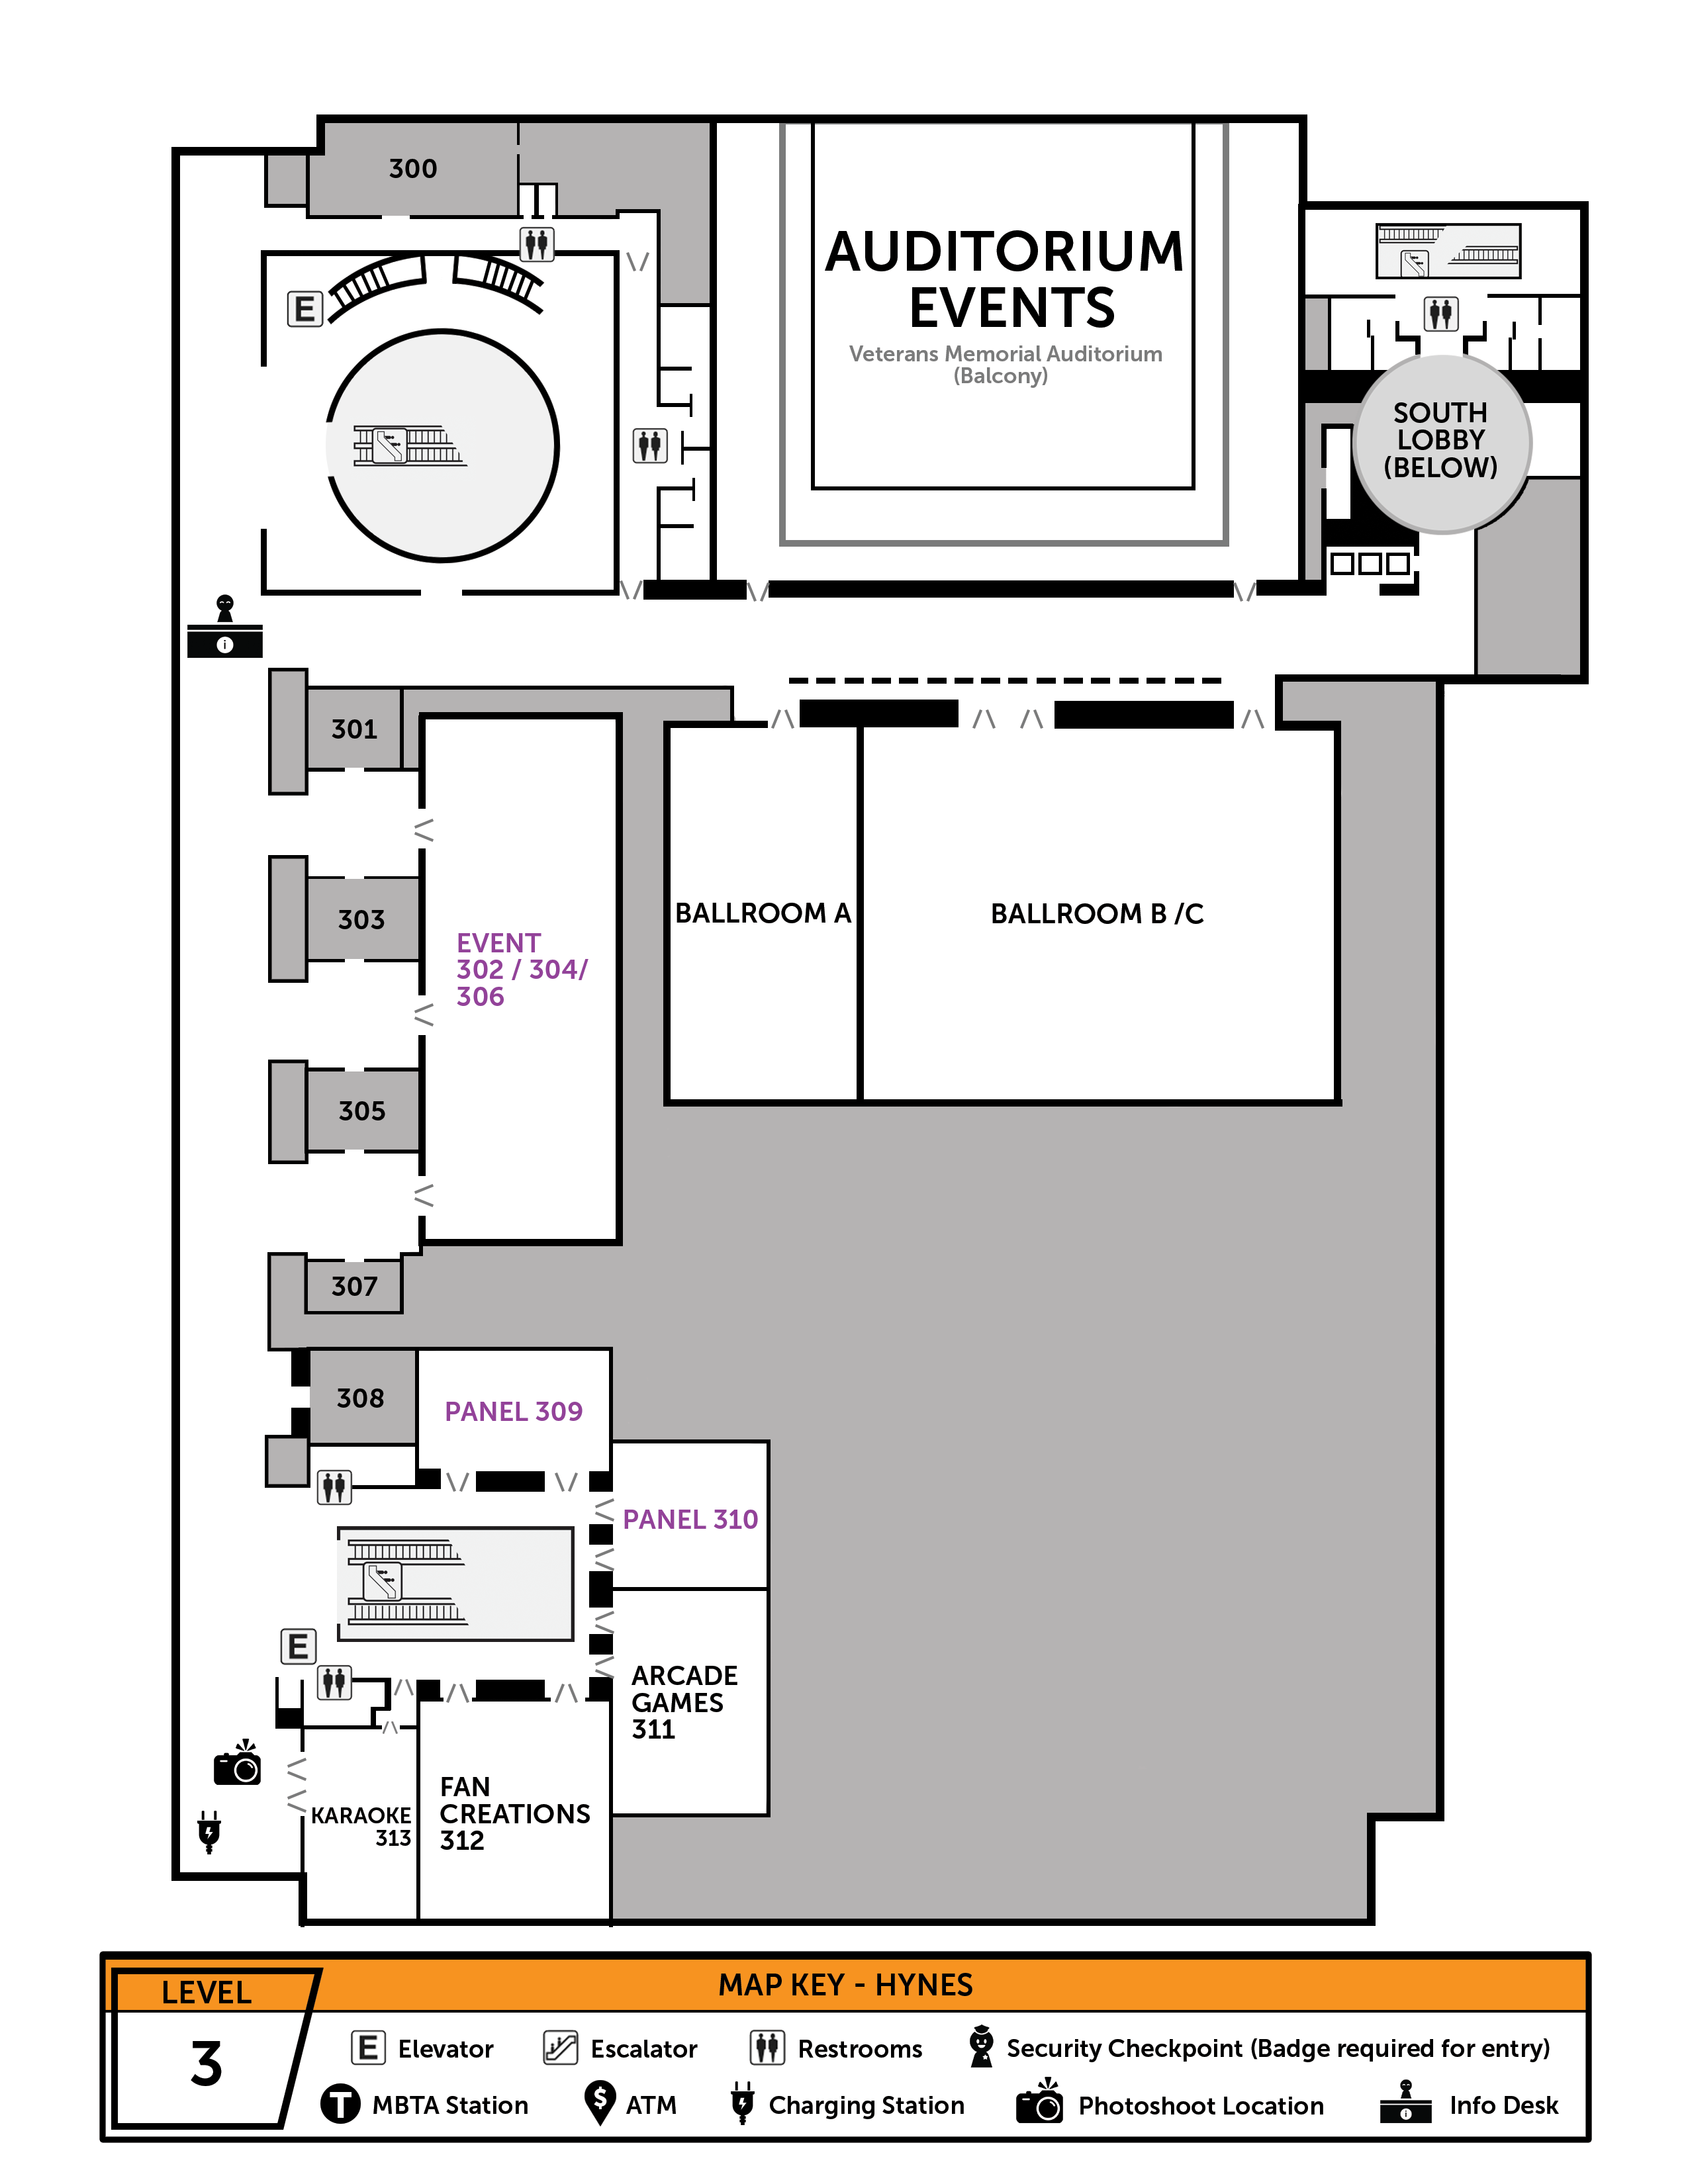 300
AUDITORIUM
EVENTS
Veterans Memorial Auditorium
(Balcony)
E
SOUTH
LOBBY
(BELOW)
i
301
303
EVENT
302 / 304/
306
BALLROOM A
BALLROOM B /C
305
307
308
PANEL 309
PANEL 310
E
ARCADE
GAMES
311
FAN
CREATIONS
312
KARAOKE
313
LEVEL
3
MAP KEY - HYNES
E Elevator
Escalator
Restrooms
Security Checkpoint (Badge required for entry)
T MBTA Station
$ ATM
Charging Station
Photoshoot Location
i Info Desk